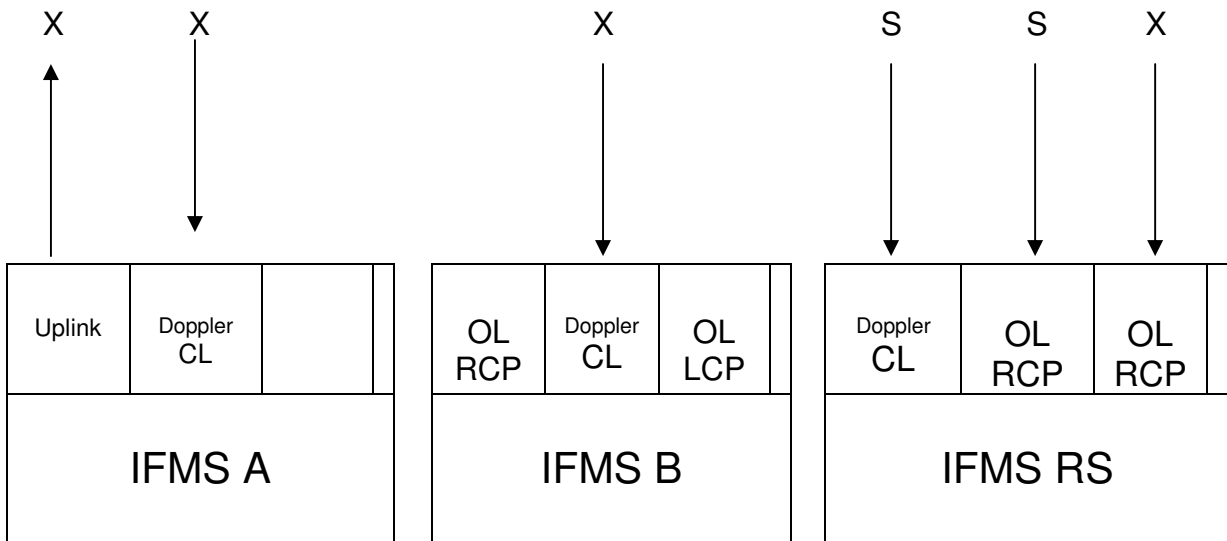 X X X S S X
Uplink
Doppler
CL
OL
RCP
Doppler
CL
OL
LCP
Doppler
CL
OL
RCP
OL
RCP
IFMS A
IFMS B
IFMS RS